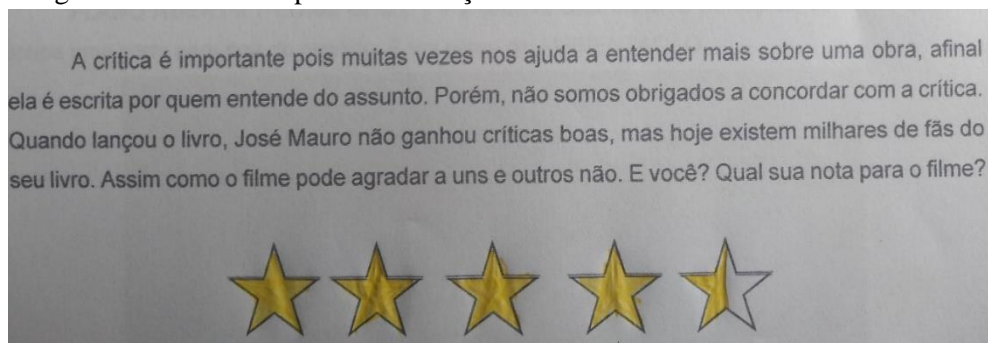 A crítica é importante pois muitas vezes nos ajuda a entender mais sobre uma obra, afinal
ela é escrita por quem entende do assunto. Porém, não somos obrigados a concordar com a crítica.
Quando lançou o livro, José Mauro não ganhou críticas boas, mas hoje existem milhares de fãs do
seu livro. Assim como o filme pode agradar a uns e outros não. E você? Qual sua nota para o filme?